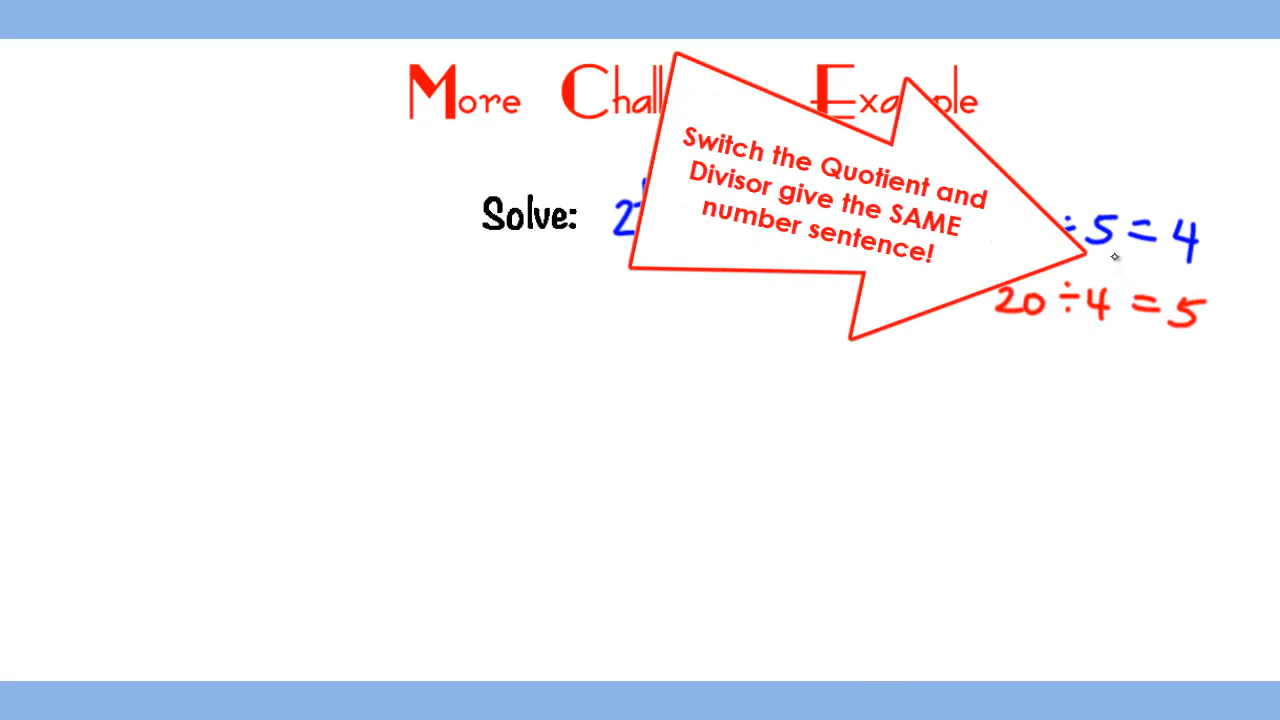 More Chall Exa ple
Switch the Quotient and
Divisor give the SAME
number sentence!
Solve: 2 ÷ 5 = 4
20 ÷ 4 = 5